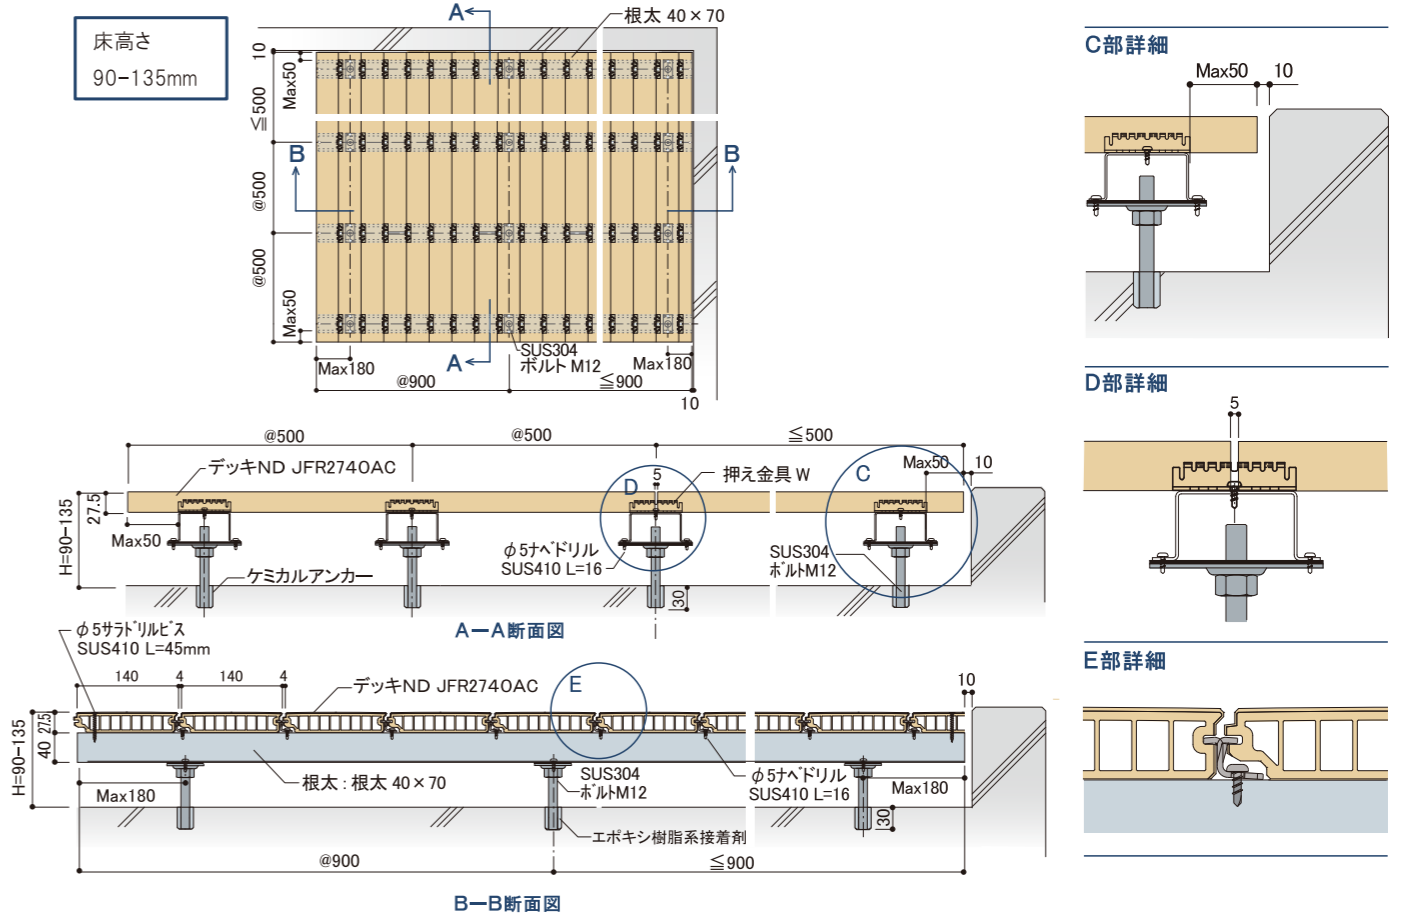 床高さ
90-135mm
A
根太 40×70
10
Max50
≦500
B
B
@500
@500
Max50
Max180
A
SUS304
ボルト M12
Max180
@900
≦900
10
@500
@500
≦500
デッキND JFR2740AC
D
5
押え金具 W
C
Max50
10
27.5
H=90-135
Max50
φ5ナベドリル
SUS410 L=16
SUS304
ボルトM12
ケミカルアンカー
30
A－A断面図
φ5サラドリルビス
SUS410 L=45mm
140
4
140
4
デッキND JFR2740AC
E
10
27.5
40
H=90-135
Max180
根太：根太 40×70
SUS304
ボルトM12
φ5ナベドリル
SUS410 L=16
Max180
エポキシ樹脂系接着剤
30
@900
≦900
B－B断面図
C部詳細
Max50
10
D部詳細
5
E部詳細